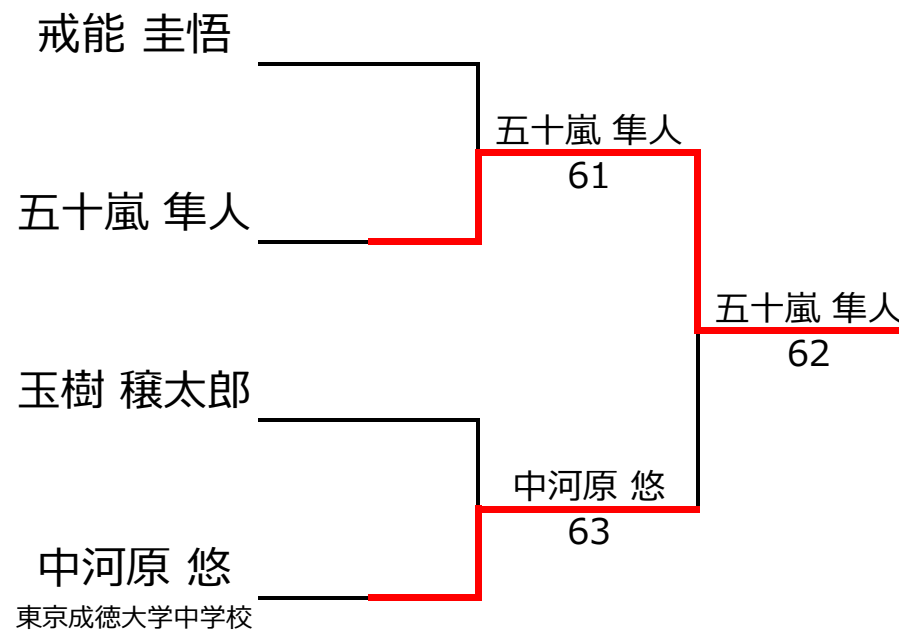 戒能 圭悟
五十嵐 隼人
61
五十嵐 隼人
五十嵐 隼人
62
玉樹 穣太郎
中河原 悠
63
中河原 悠
東京成徳大学中学校